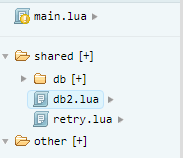 main.lua
shared [+]
db [+]
db2.lua
retry.lua
other [+]